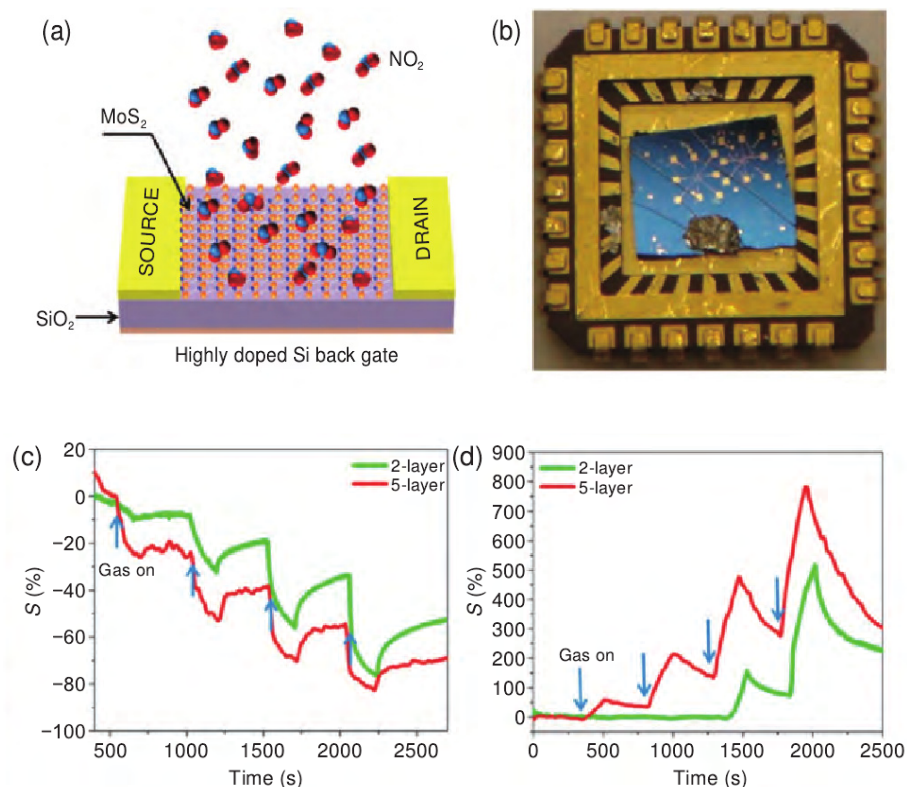 (a)
NO2
MoS2
SOURCE
DRAIN
SiO2
Highly doped Si back gate
(b)
(c)
20
0
−20
−40
−60
−80
−100
S (%)
2-layer
5-layer
Gas on
500
1000
1500
2000
2500
Time (s)
(d)
900
800
700
600
500
400
300
200
100
0
S (%)
2-layer
5-layer
Gas on
0
500
1000
1500
2000
2500
Time (s)